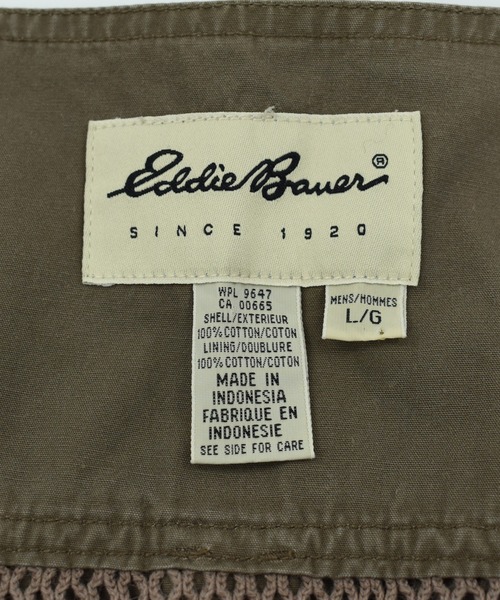 Eddie Bauer®
SINCE 1920
WPL 9647
CA 00665
SHELL/EXTERIEUR
100% COTTON/COTON
LINING/DOUBLURE
100% COTTON/COTON
MADE IN
INDONESIA
FABRIQUE EN
INDONESIE
SEE SIDE FOR CARE
MENS/HOMMES
L/G